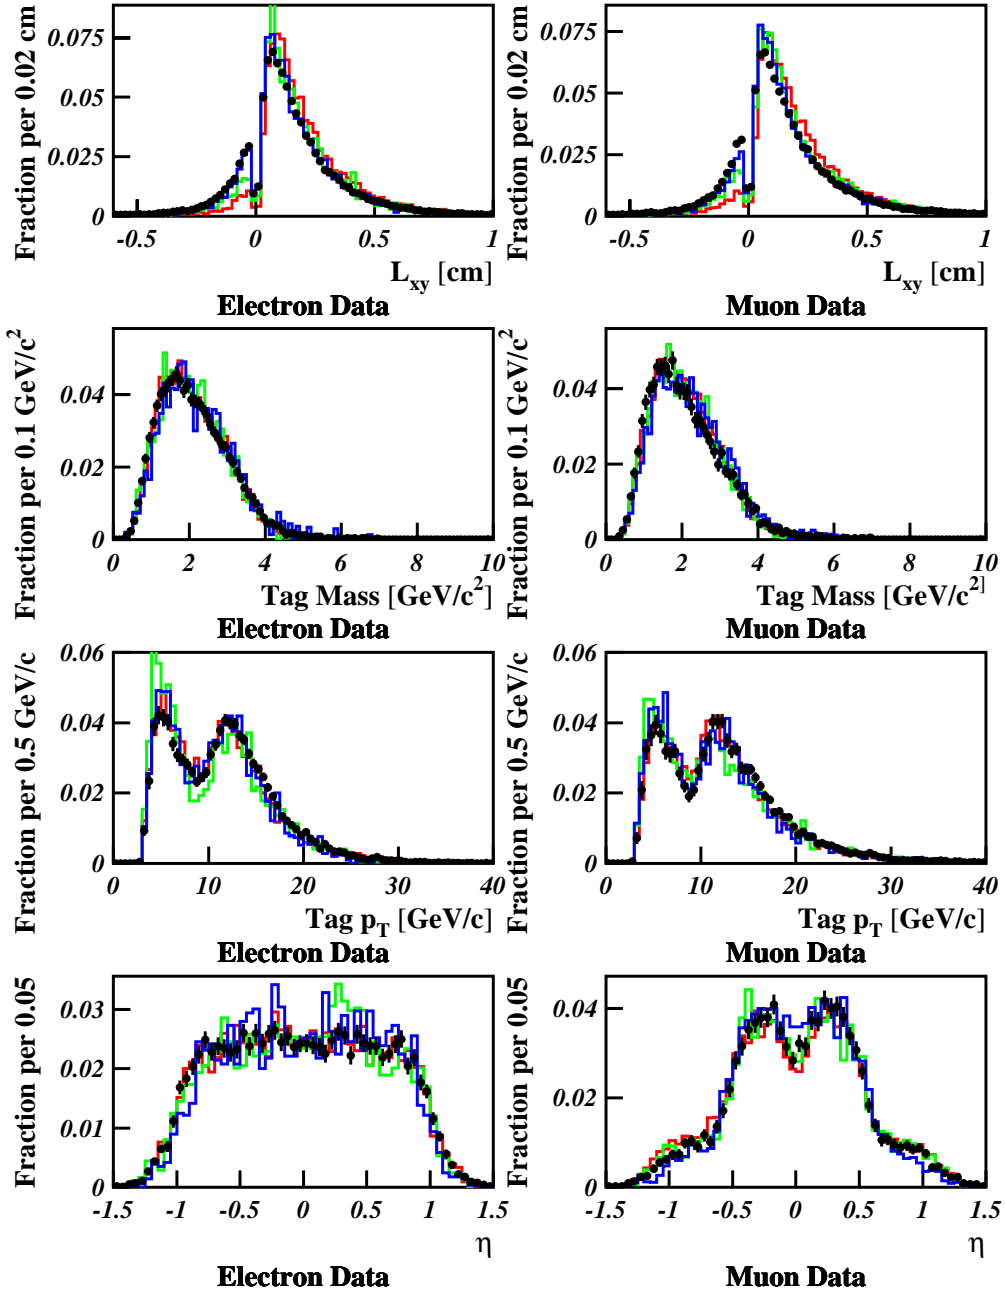 Fraction per 0.02 cm
0.075
0.05
0.025
0
-0.5 0 0.5 1
L_xy [cm]
Electron Data
Fraction per 0.02 cm
0.075
0.05
0.025
0
-0.5 0 0.5 1
L_xy [cm]
Muon Data
Fraction per 0.1 GeV/c²
0.04
0.02
0
0 2 4 6 8 10
Tag Mass [GeV/c²]
Electron Data
Fraction per 0.1 GeV/c²
0.04
0.02
0
0 2 4 6 8 10
Tag Mass [GeV/c²]
Muon Data
Fraction per 0.5 GeV/c
0.06
0.04
0.02
0
0 10 20 30 40
Tag p_T [GeV/c]
Electron Data
Fraction per 0.5 GeV/c
0.06
0.04
0.02
0
0 10 20 30 40
Tag p_T [GeV/c]
Muon Data
Fraction per 0.05
0.03
0.02
0.01
0
-1.5 -1 -0.5 0 0.5 1 1.5
η
Electron Data
Fraction per 0.05
0.04
0.02
0
-1.5 -1 -0.5 0 0.5 1 1.5
η
Muon Data